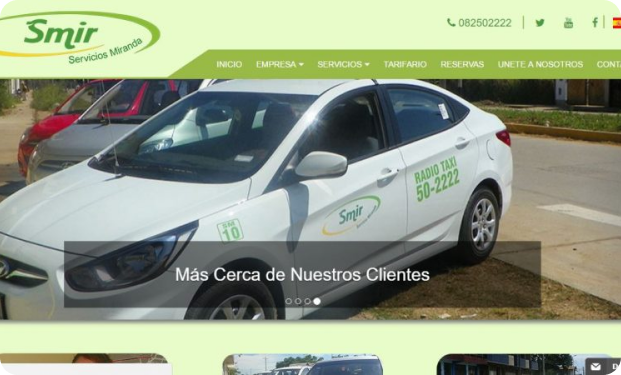 Smir
Servicios Miranda
082502222
INICIO EMPRESA SERVICIOS TARIFARIO RESERVAS UNETE A NOSOTROS
RADIO TAXI
50-2222
Smir
SM
10
Más Cerca de Nuestros Clientes